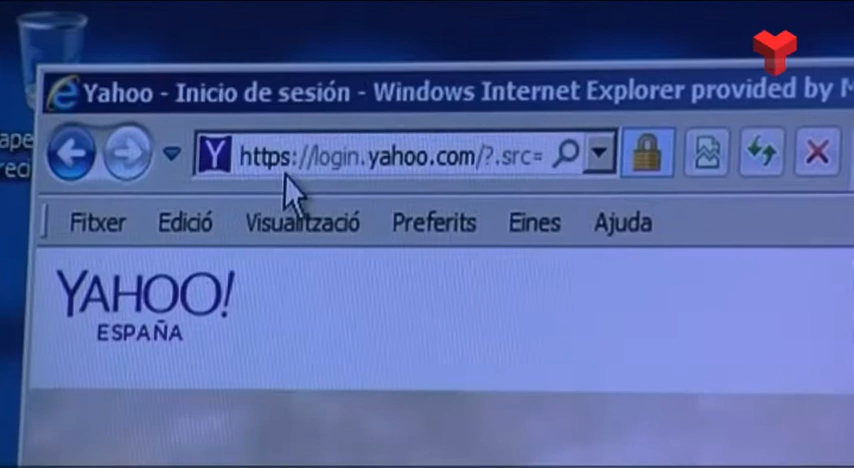 Yahoo - Inicio de sesión - Windows Internet Explorer provided by M
Y https://login.yahoo.com/?.src=
Fitxer Edició Visualització Preferits Eines Ajuda
YAHOO!
ESPAÑA